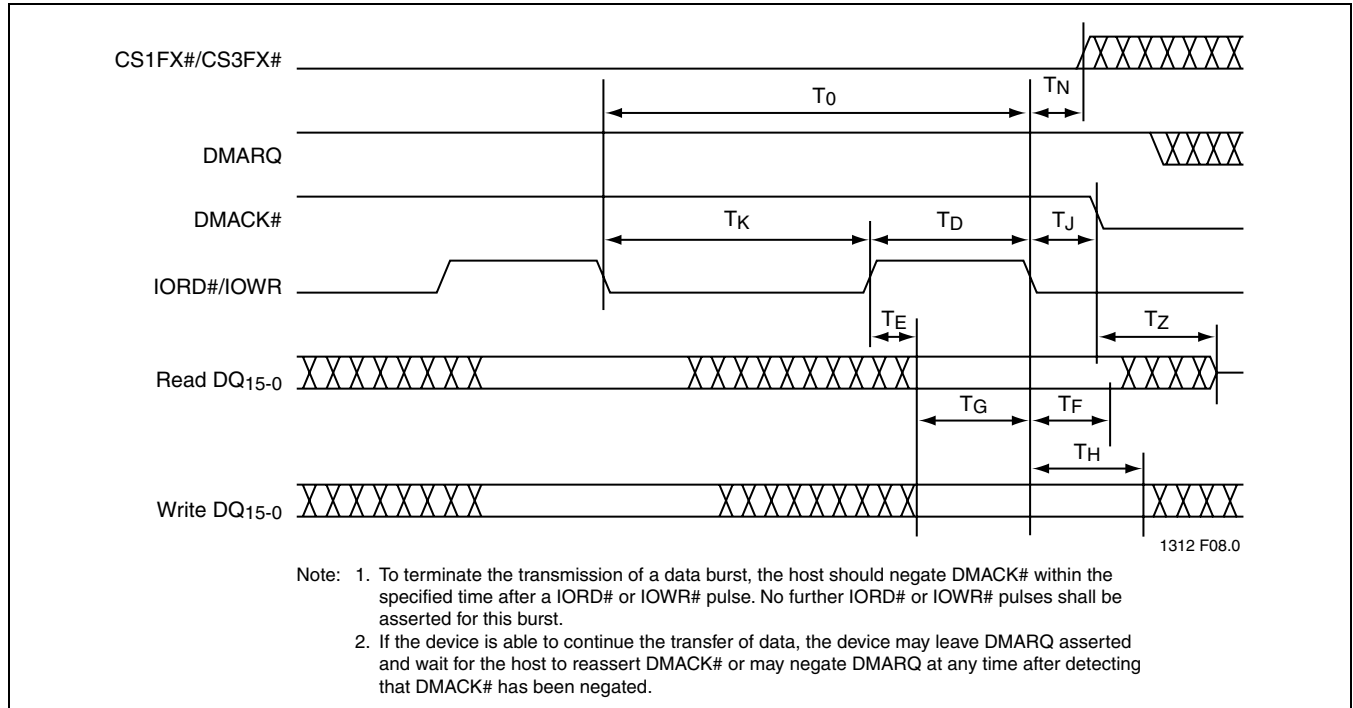 CS1FX#/CS3FX#
TN
T0
DMARQ
DMACK#
TK
TD
TJ
IORD#/IOWR
TE
TZ
Read DQ15-0
TG
TF
TH
Write DQ15-0
1312 F08.0
Note: 1. To terminate the transmission of a data burst, the host should negate DMACK# within the
specified time after a IORD# or IOWR# pulse. No further IORD# or IOWR# pulses shall be
asserted for this burst.
2. If the device is able to continue the transfer of data, the device may leave DMARQ asserted
and wait for the host to reassert DMACK# or may negate DMARQ at any time after detecting
that DMACK# has been negated.